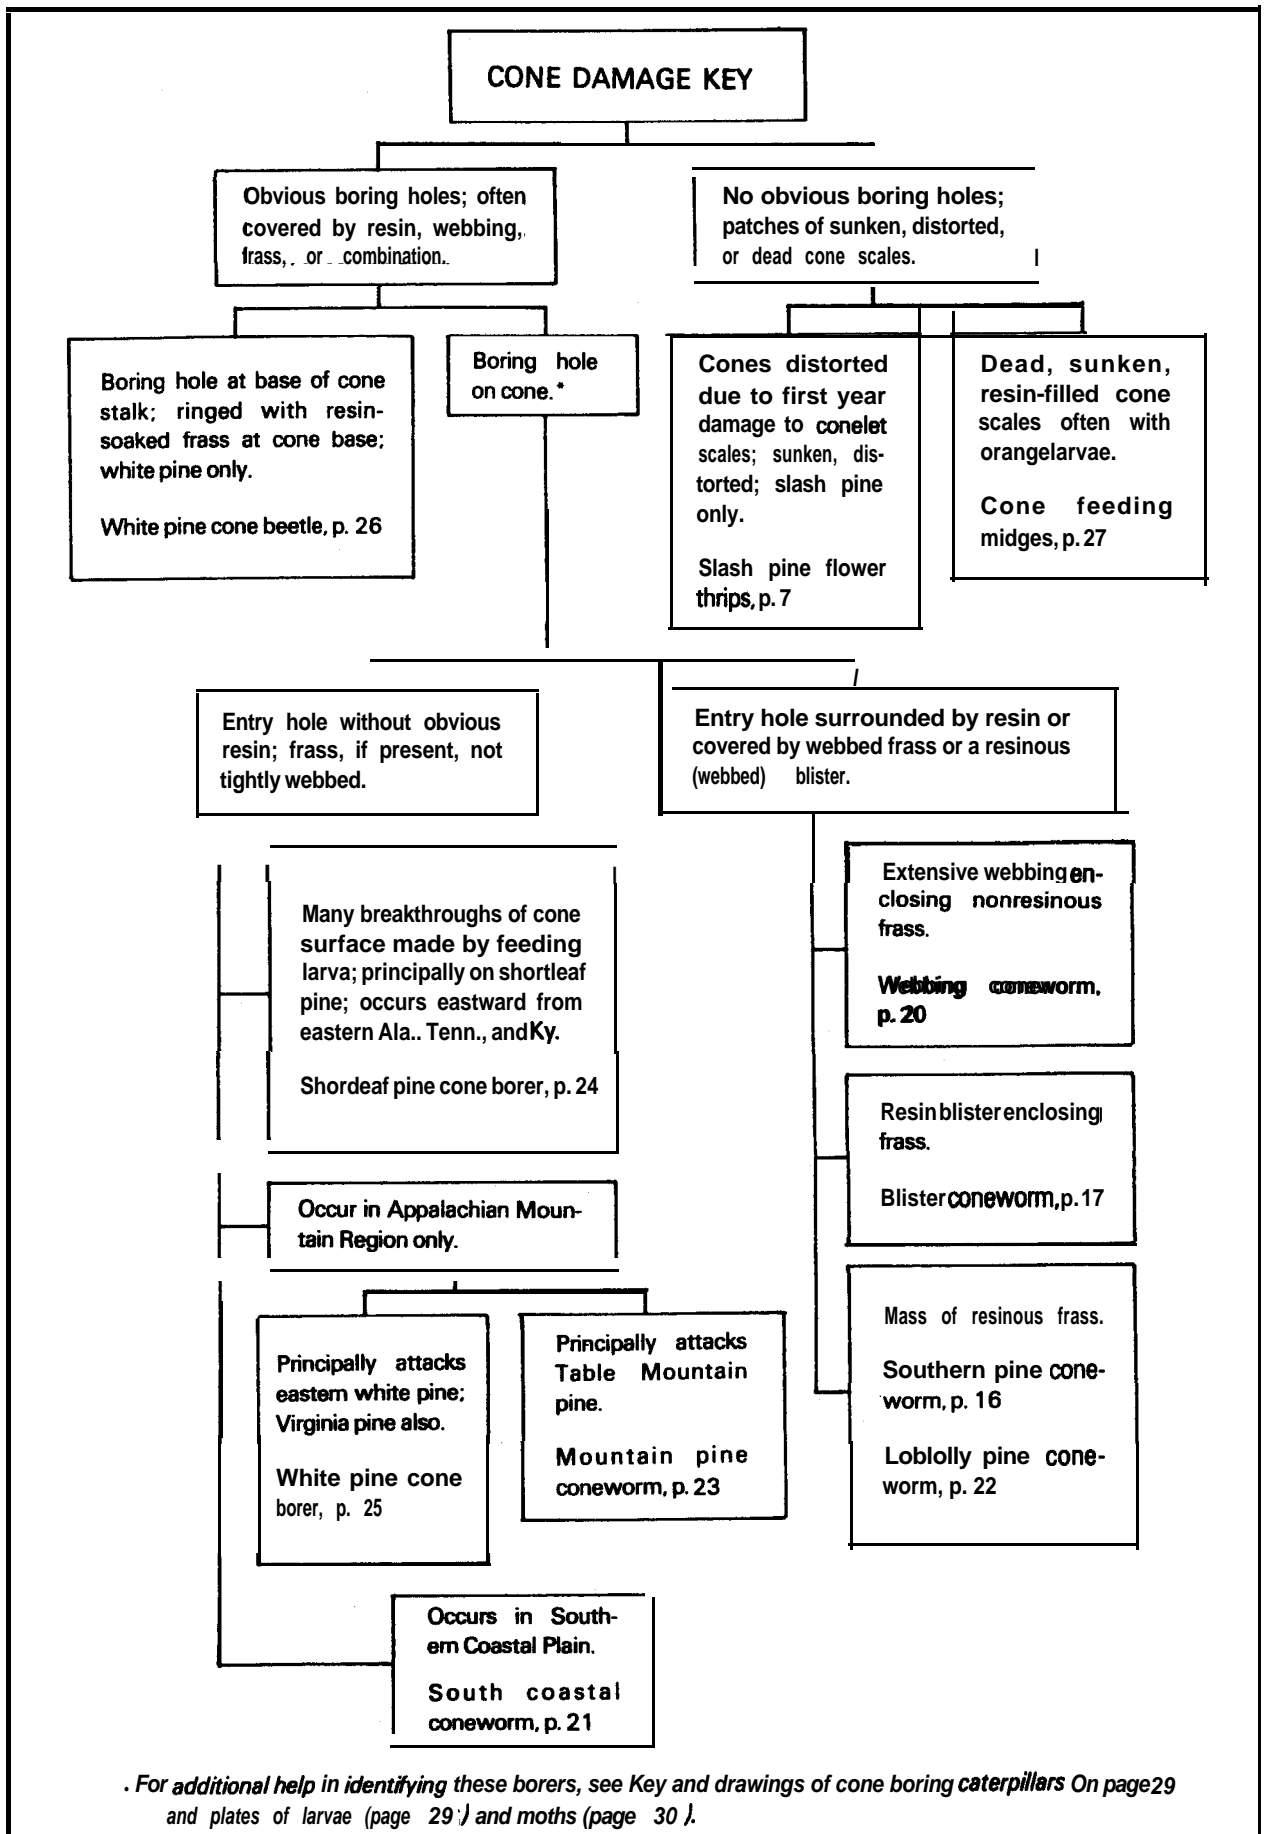 CONE DAMAGE KEY
Obvious boring holes; often
covered by resin, webbing,
frass, or combination.
No obvious boring holes;
patches of sunken, distorted,
or dead cone scales.
Boring hole at base of cone
stalk; ringed with resin-
soaked frass at cone base;
white pine only.
White pine cone beetle, p. 26
Boring hole
on cone.*
Cones distorted
due to first year
damage to conelet
scales; sunken, dis-
torted; slash pine
only.
Slash pine flower
thrips, p. 7
Dead, sunken,
resin-filled cone
scales often with
orangelarvae.
Cone feeding
midges, p. 27
Entry hole without obvious
resin; frass, if present, not
tightly webbed.
Entry hole surrounded by resin or
covered by webbed frass or a resinous
(webbed) blister.
Many breakthroughs of cone
surface made by feeding
larva; principally on shortleaf
pine; occurs eastward from
eastern Ala.. Tenn., and Ky.
Shordeaf pine cone borer, p. 24
Extensive webbing en-
closing nonresinous
frass.
Webbing coneworm,
p. 20
Resin blister enclosing
frass.
Blister coneworm, p. 17
Occur in Appalachian Moun-
tain Region only.
Principally attacks
eastern white pine;
Virginia pine also.
White pine cone
borer, p. 25
Principally attacks
Table Mountain
pine.
Mountain pine
coneworm, p. 23
Mass of resinous frass.
Southern pine cone-
worm, p. 16
Loblolly pine cone-
worm, p. 22
Occurs in South-
ern Coastal Plain.
South coastal
coneworm, p. 21
. For additional help in identifying these borers, see Key and drawings of cone boring caterpillars On page 29
and plates of larvae (page 29 ) and moths (page 30 ).